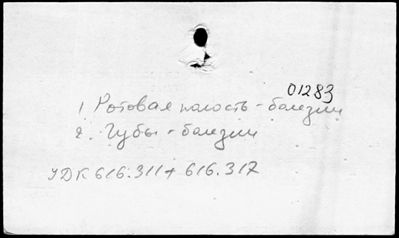 01283
1 Ротовая полость - болезни
2. Губы - болезни
УДК 616.311 + 616.317